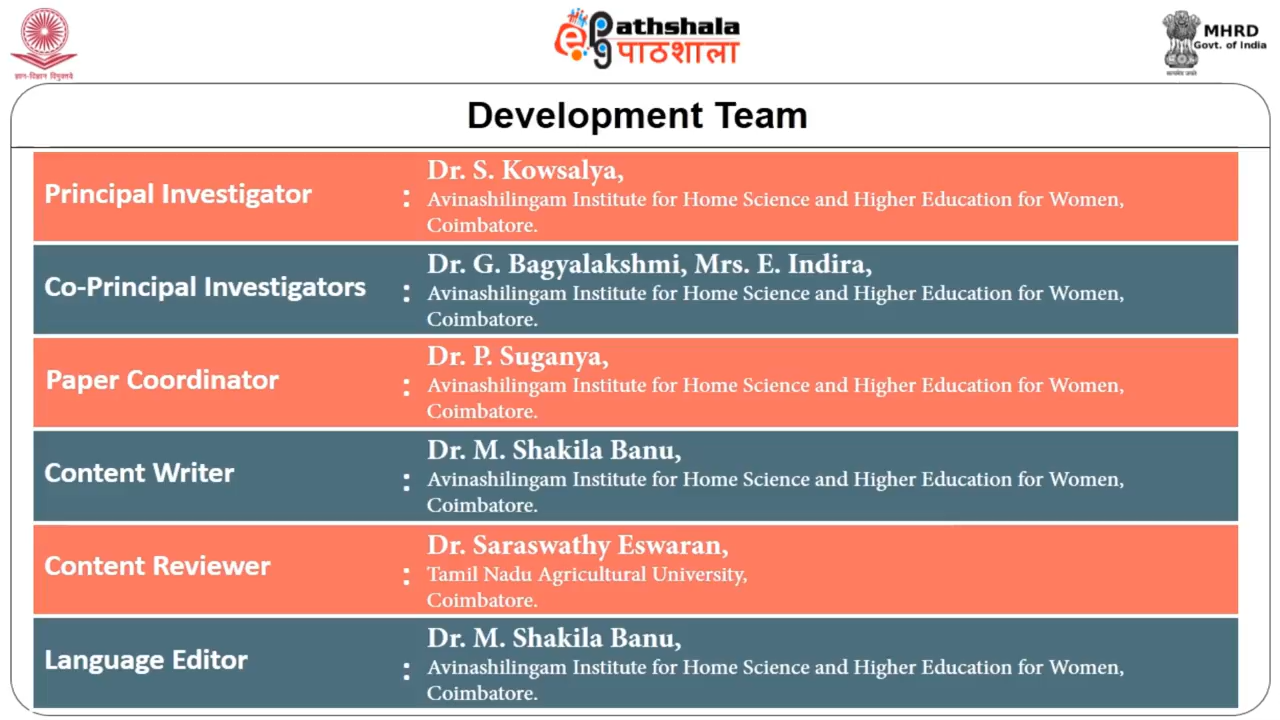 ज्ञान-विज्ञान विमुक्तये
ePG Pathshala
पाठशाला
MHRD
Govt. of India
सत्यमेव जयते
Development Team
Principal Investigator : Dr. S. Kowsalya,
Avinashilingam Institute for Home Science and Higher Education for Women,
Coimbatore.
Co-Principal Investigators : Dr. G. Bagyalakshmi, Mrs. E. Indira,
Avinashilingam Institute for Home Science and Higher Education for Women,
Coimbatore.
Paper Coordinator : Dr. P. Suganya,
Avinashilingam Institute for Home Science and Higher Education for Women,
Coimbatore.
Content Writer : Dr. M. Shakila Banu,
Avinashilingam Institute for Home Science and Higher Education for Women,
Coimbatore.
Content Reviewer : Dr. Saraswathy Eswaran,
Tamil Nadu Agricultural University,
Coimbatore.
Language Editor : Dr. M. Shakila Banu,
Avinashilingam Institute for Home Science and Higher Education for Women,
Coimbatore.